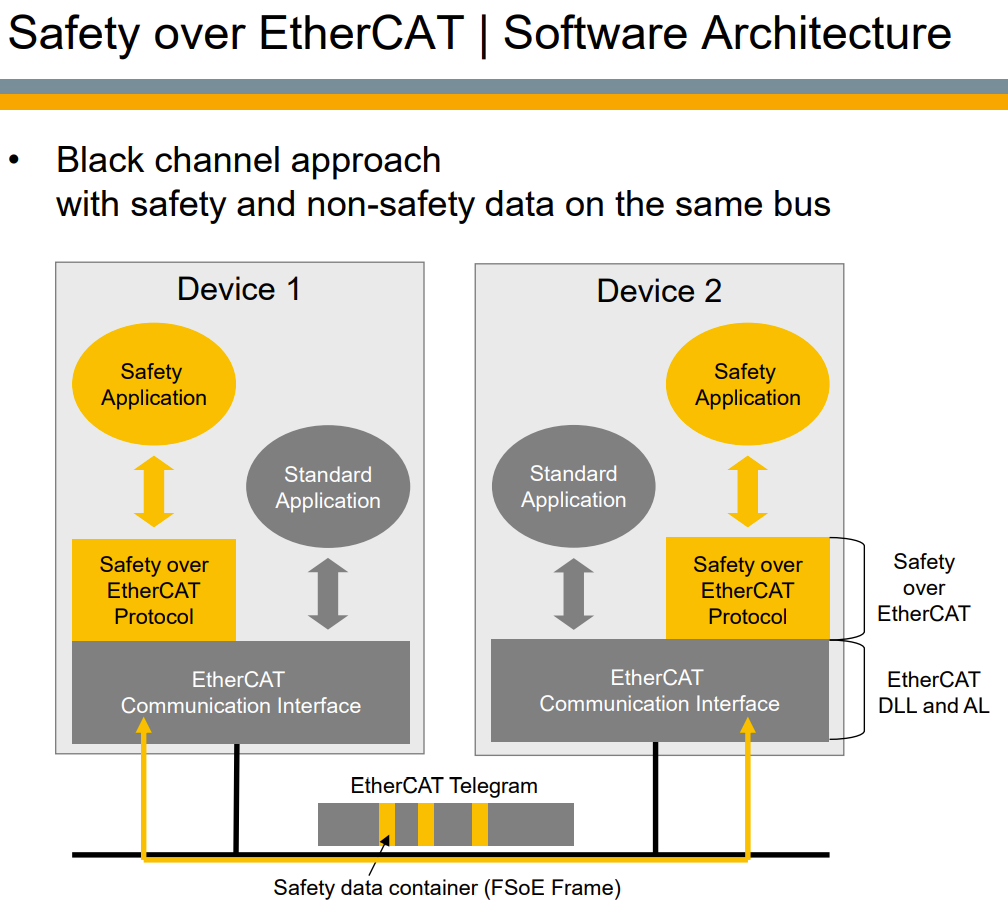 Safety over EtherCAT | Software Architecture
• Black channel approach
with safety and non-safety data on the same bus
Device 1
Safety
Application
Standard
Application
Safety over
EtherCAT
Protocol
EtherCAT
Communication Interface
Device 2
Safety
Application
Standard
Application
Safety over
EtherCAT
Protocol
EtherCAT
Communication Interface
Safety
over
EtherCAT
EtherCAT
DLL and AL
EtherCAT Telegram
Safety data container (FSoE Frame)